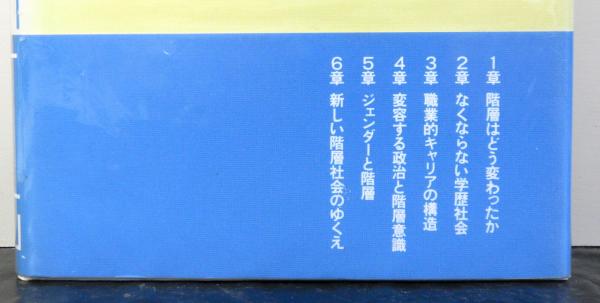 1章 階層はどう変わったか
2章 なくならない学歴社会
3章 職業的キャリアの構造
4章 変容する政治と階層意識
5章 ジェンダーと階層
6章 新しい階層社会のゆくえ